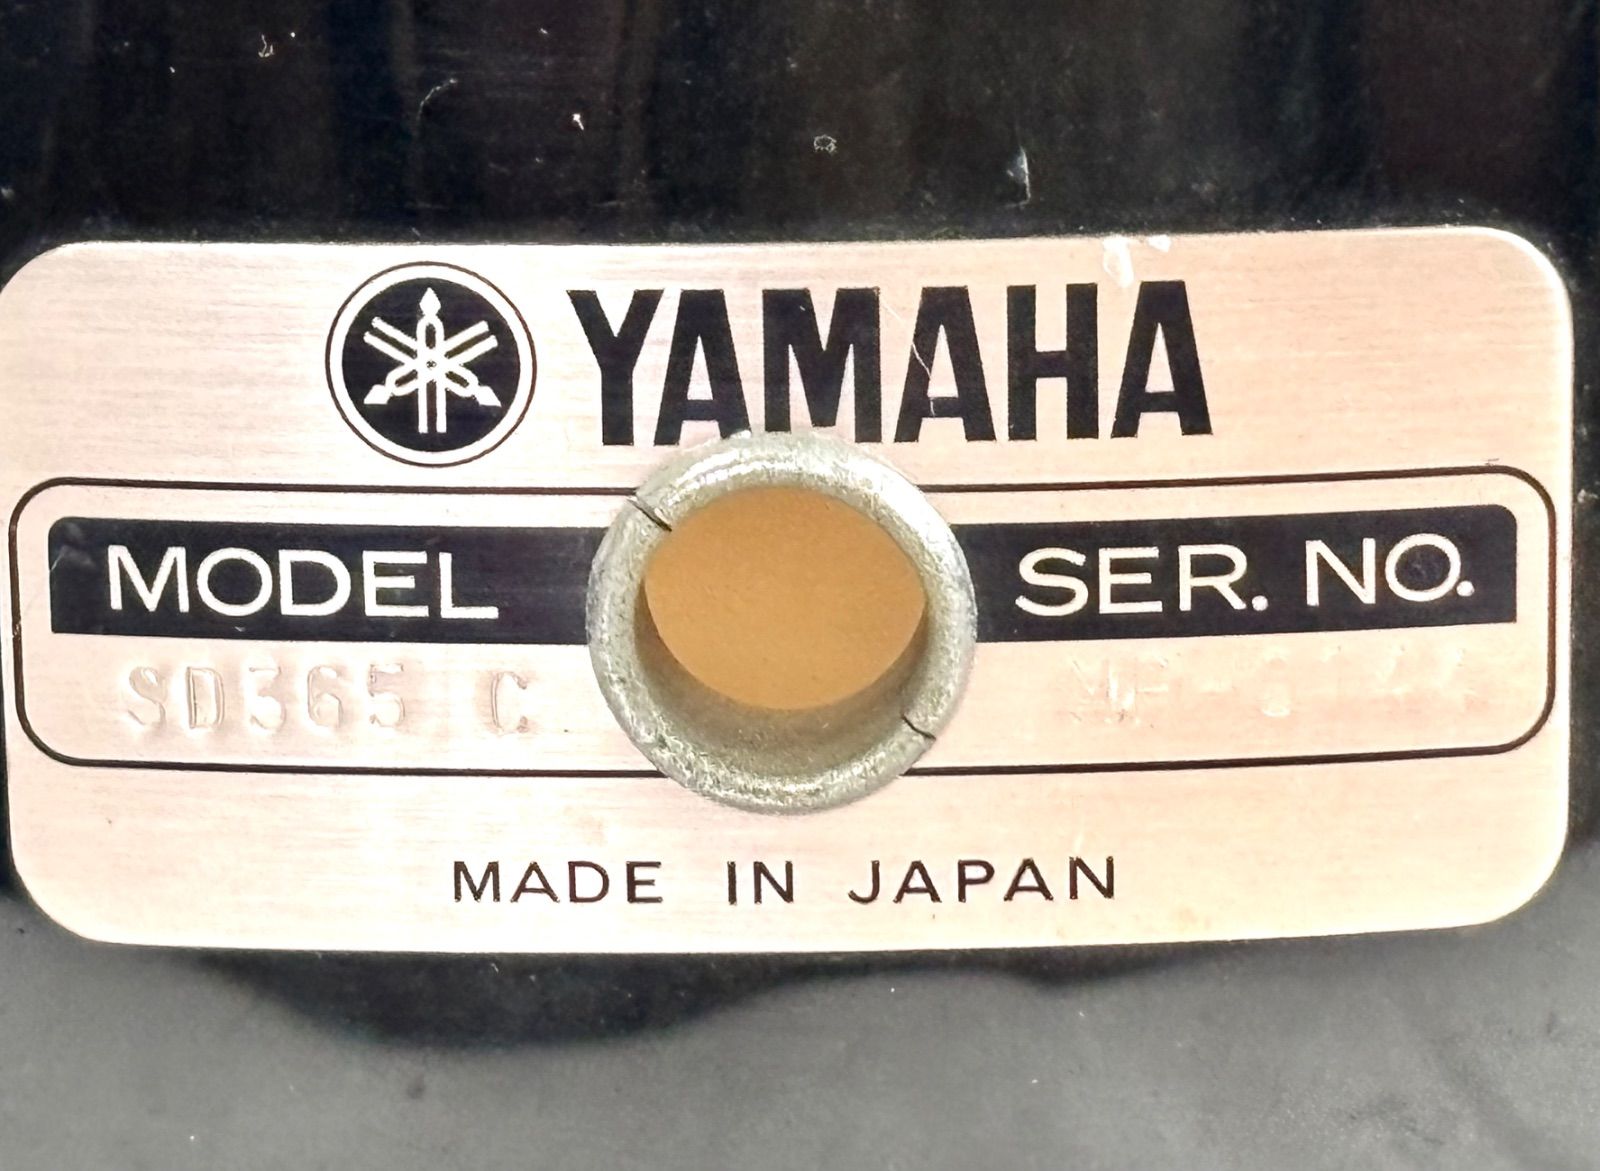 YAMAHA
MODEL SER. NO.
SD365 C
MADE IN JAPAN